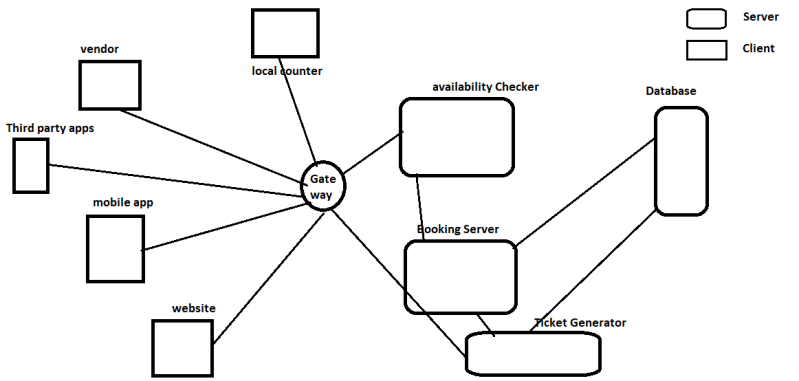 Server
Client
vendor
local counter
availability Checker
Database
Third party apps
Gate
way
mobile app
Booking Server
website
Ticket Generator